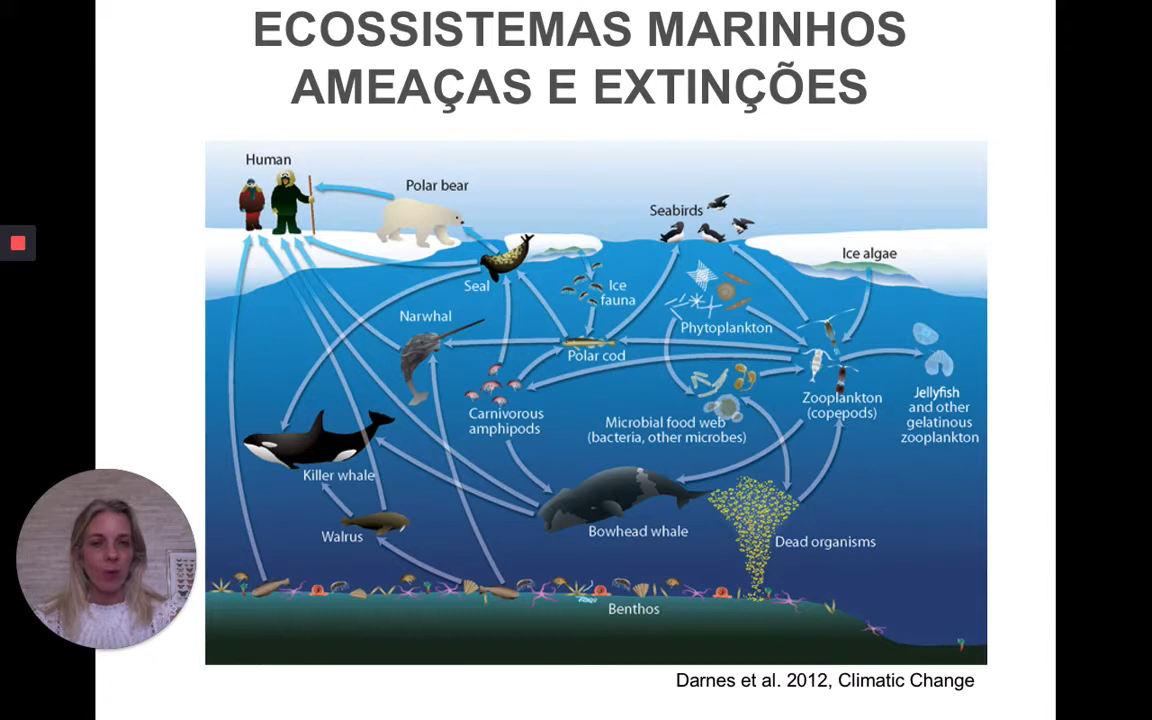 ECOSSISTEMAS MARINHOS
AMEAÇAS E EXTINÇÕES
Human
Polar bear
Seabirds
Ice algae
Seal
Ice
fauna
Narwhal
Phytoplankton
Polar cod
Carnivorous
amphipods
Microbial food web
(bacteria, other microbes)
Zooplankton
(copepods)
Jellyfish
and other
gelatinous
zooplankton
Killer whale
Bowhead whale
Walrus
Dead organisms
Benthos
Darnes et al. 2012, Climatic Change